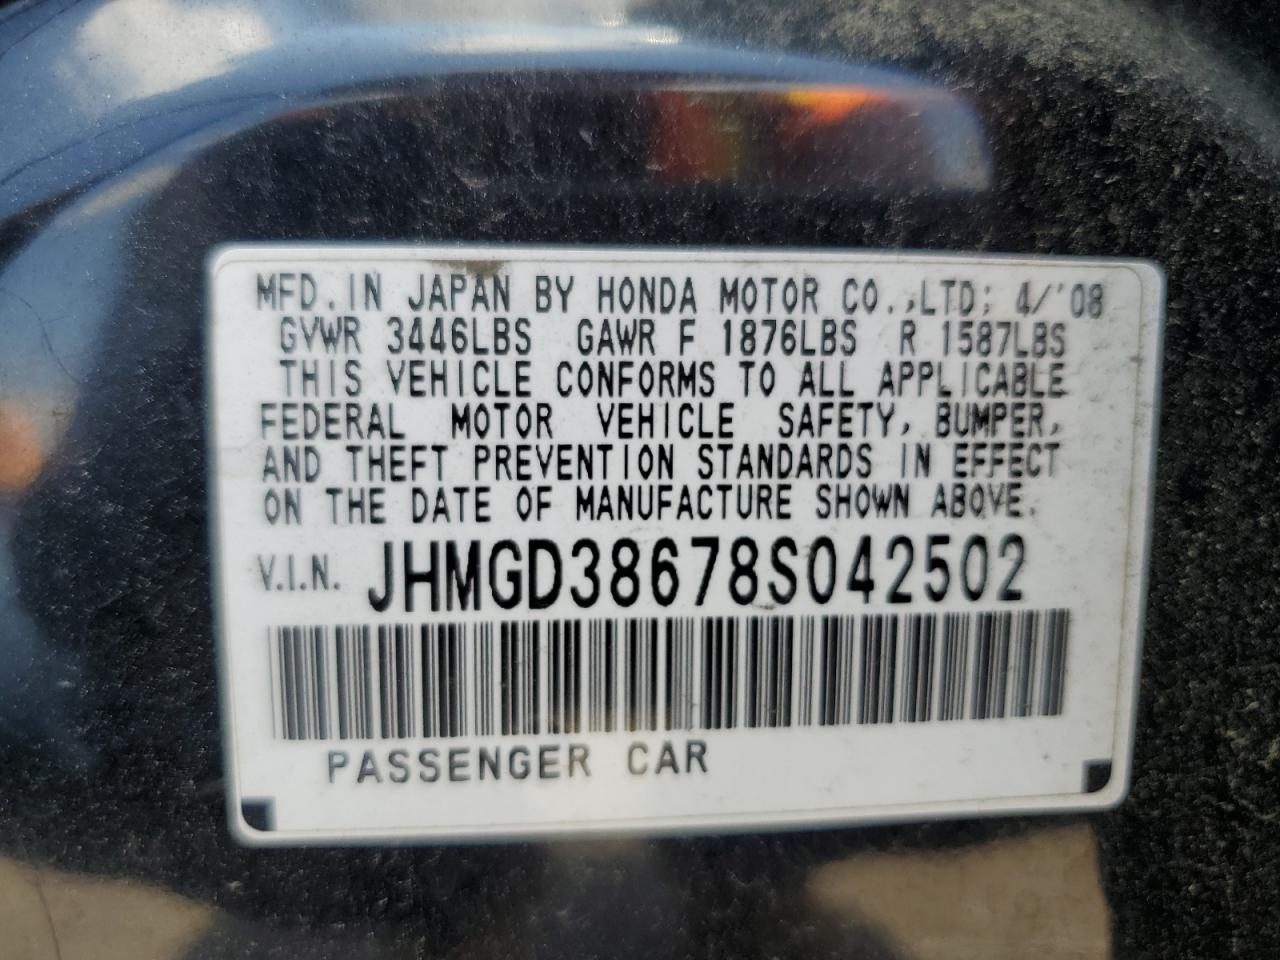 MFD. IN JAPAN BY HONDA MOTOR CO.,LTD; 4/'08
GVWR 3446LBS GAWR F 1876LBS R 1587LBS
THIS VEHICLE CONFORMS TO ALL APPLICABLE
FEDERAL MOTOR VEHICLE SAFETY, BUMPER,
AND THEFT PREVENTION STANDARDS IN EFFECT
ON THE DATE OF MANUFACTURE SHOWN ABOVE.
V.I.N. JHMGD38678S042502
PASSENGER CAR